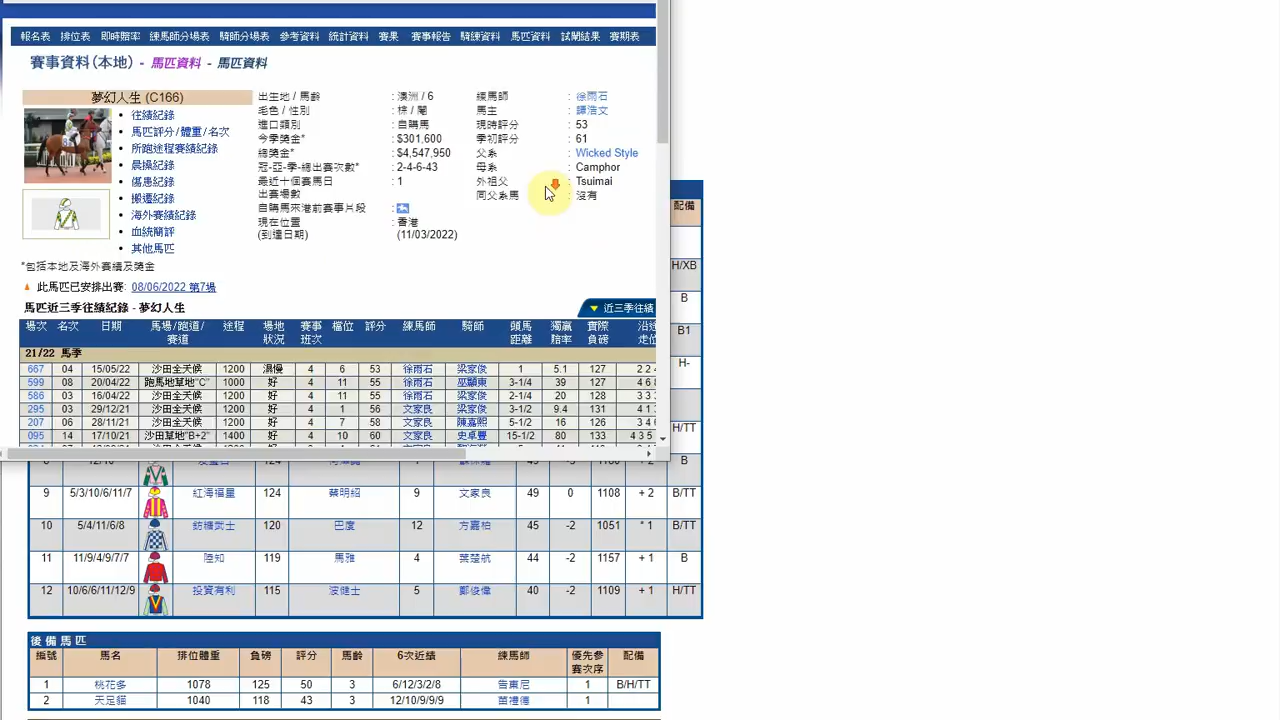 報名表 排位表 即時賠率 練馬師分場表 騎師分場表 參考資料 統計資料 賽果 賽事報告 騎練資料 馬匹資料 試閘結果 賽期表
賽事資料(本地) - 馬匹資料 - 馬匹資料
夢幻人生 (C166)
• 往績紀錄
• 馬匹評分/體重/名次
• 所跑途程賽績紀錄
• 晨操紀錄
• 傷患紀錄
• 搬遷紀錄
• 海外賽績紀錄
• 血統簡評
• 其他馬匹
出生地 / 馬齡 : 澳洲 / 6
毛色 / 性別 : 棕 / 閹
進口類別 : 自購馬
今季獎金* : $301,600
總獎金* : $4,547,950
冠-亞-季-總出賽次數* : 2-4-6-43
最近十個賽馬日 : 1
出賽場數
自購馬來港前賽事片段 :
現在位置 : 香港
(到達日期) (11/03/2022)
練馬師 : 徐雨石
馬主 : 譚浩文
現時評分 : 53
季初評分 : 61
父系 : Wicked Style
母系 : Camphor
外祖父 : Tsuimai
同父系馬 : 沒有
*包括本地及海外賽績及獎金
此馬匹已安排出賽: 08/06/2022 第7場
馬匹近三季往績紀錄 - 夢幻人生
近三季往績
場次 名次 日期 馬場/跑道/賽道 途程 場地狀況 賽事班次 檔位 評分 練馬師 騎師 頭馬距離 獨贏賠率 實際負磅 沿途走位
21/22 馬季
667 04 15/05/22 沙田全天候 1200 濕慢 4 6 53 徐雨石 梁家俊 1 5.1 127 2 2
599 08 20/04/22 跑馬地草地"C" 1000 好 4 11 55 徐雨石 巫顯東 3-1/4 39 127 4 6
586 03 16/04/22 沙田全天候 1200 好 4 11 55 徐雨石 梁家俊 2-1/4 20 128 3 3
295 03 29/12/21 沙田全天候 1200 好 4 1 56 文家良 梁家俊 3-1/2 9.4 131 4 1
207 06 28/11/21 沙田全天候 1200 好 4 7 58 文家良 陳嘉熙 5-1/2 16 126 3 4
095 14 17/10/21 沙田草地"B+2" 1400 好 4 10 60 文家良 史卓豐 15-1/2 80 133 4 3 5
配備
H/XB
B
B1
H-
H/TT
B
9 5/3/10/6/11/7 紅海福星 124 蔡明紹 9 文家良 49 0 1108 + 2 B/TT
10 5/4/11/6/8 紡織武士 120 巴度 12 方嘉柏 45 -2 1051 * 1 B/TT
11 11/9/4/9/7/7 陸知 119 馬雅 4 葉楚航 44 -2 1157 + 1 B
12 10/6/6/11/12/9 投資有利 115 波健士 5 鄭俊偉 40 -2 1109 + 1 H/TT
後備馬匹
編號 馬名 排位體重 負磅 評分 馬齡 6次近績 練馬師 優先參賽次序 配備
1 桃花多 1078 125 50 3 6/12/3/2/8 告東尼 1 B/H/TT
2 天足貓 1040 118 43 3 12/10/9/9/9 苗禮德 1